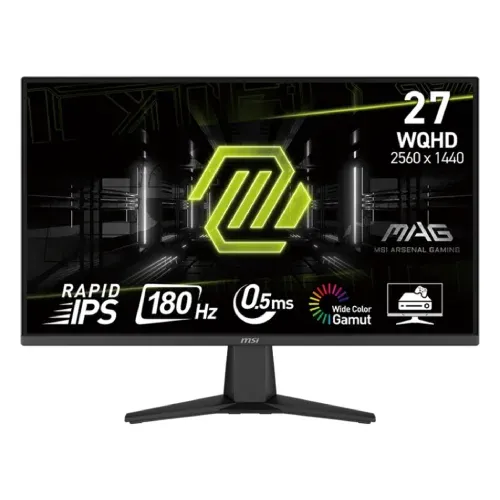 27
WQHD
2560 x 1440
MAG
MSI ARSENAL GAMING
RAPID
IPS
180 Hz
0.5ms
Wide Color
Gamut
msi